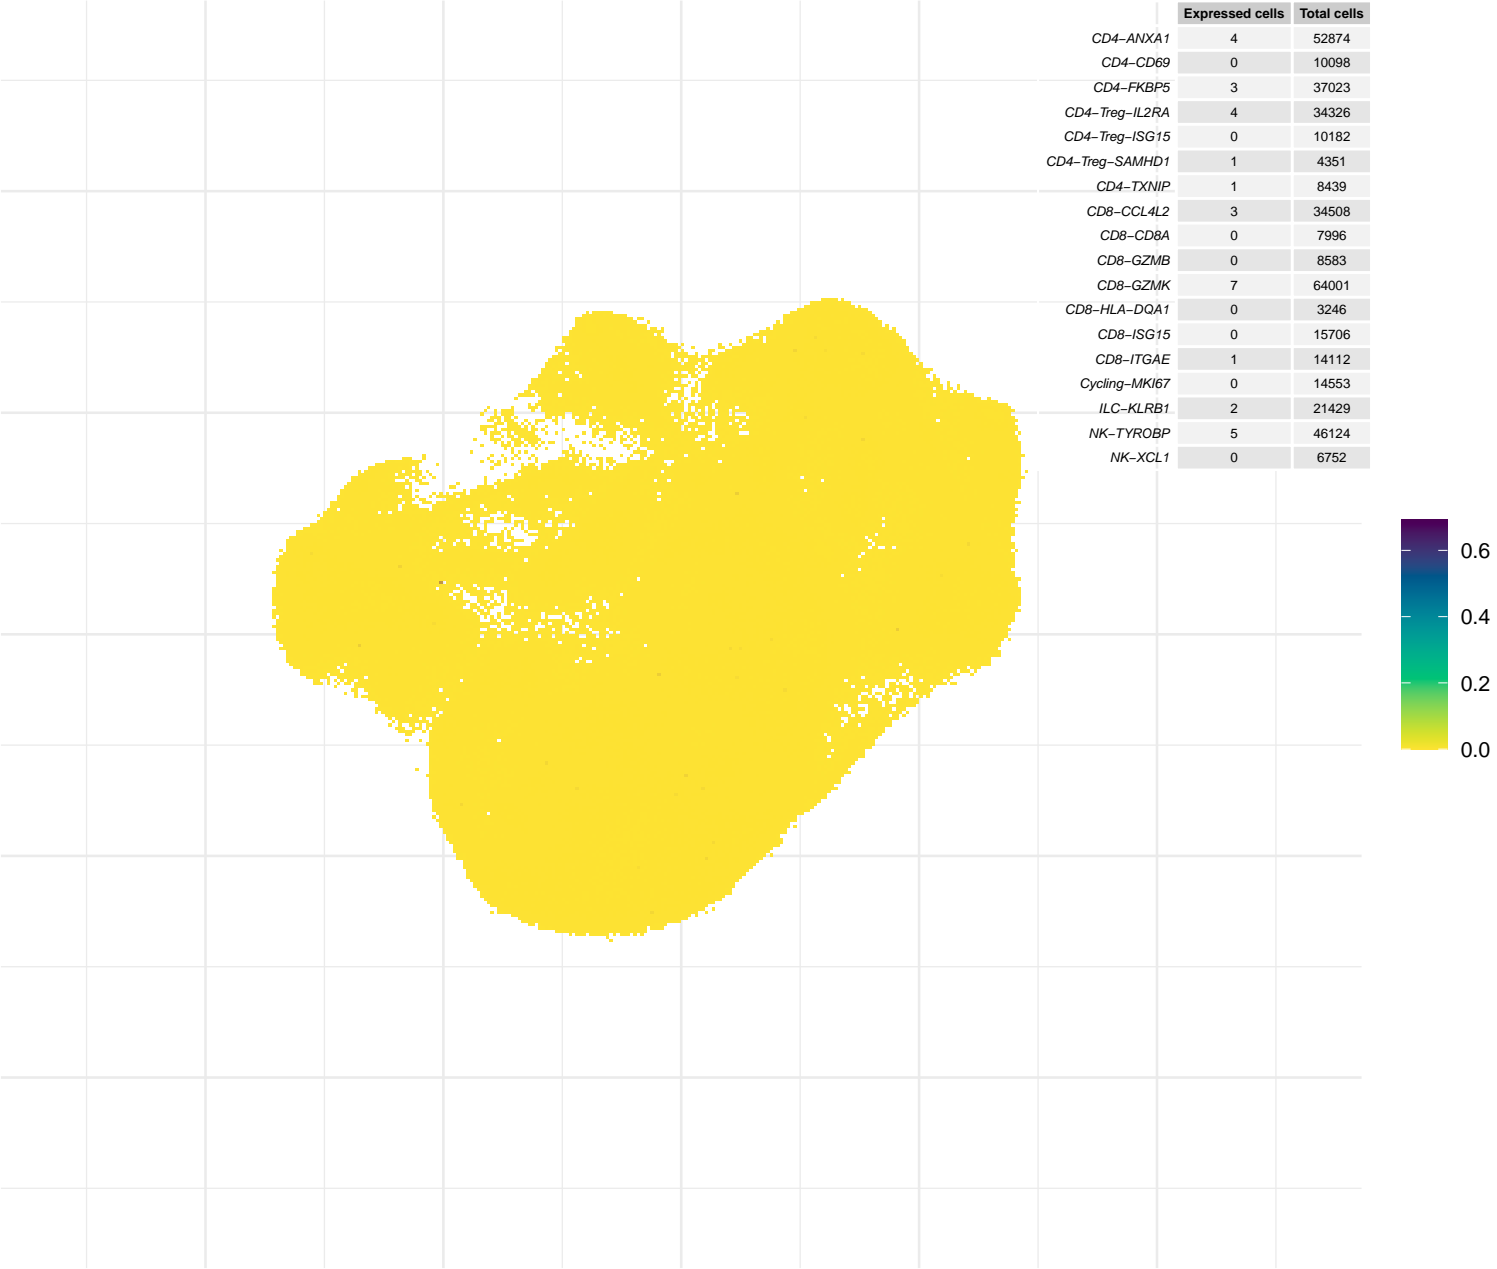 Expressed cells Total cells
CD4−ANXA1 4 52874
CD4−CD69 0 10098
CD4−FKBP5 3 37023
CD4−Treg−IL2RA 4 34326
CD4−Treg−ISG15 0 10182
CD4−Treg−SAMHD1 1 4351
CD4−TXNIP 1 8439
CD8−CCL4L2 3 34508
CD8−CD8A 0 7996
CD8−GZMB 0 8583
CD8−GZMK 7 64001
CD8−HLA−DQA1 0 3246
CD8−ISG15 0 15706
CD8−ITGAE 1 14112
Cycling−MKI67 0 14553
ILC−KLRB1 2 21429
NK−TYROBP 5 46124
NK−XCL1 0 6752
0.6
0.4
0.2
0.0